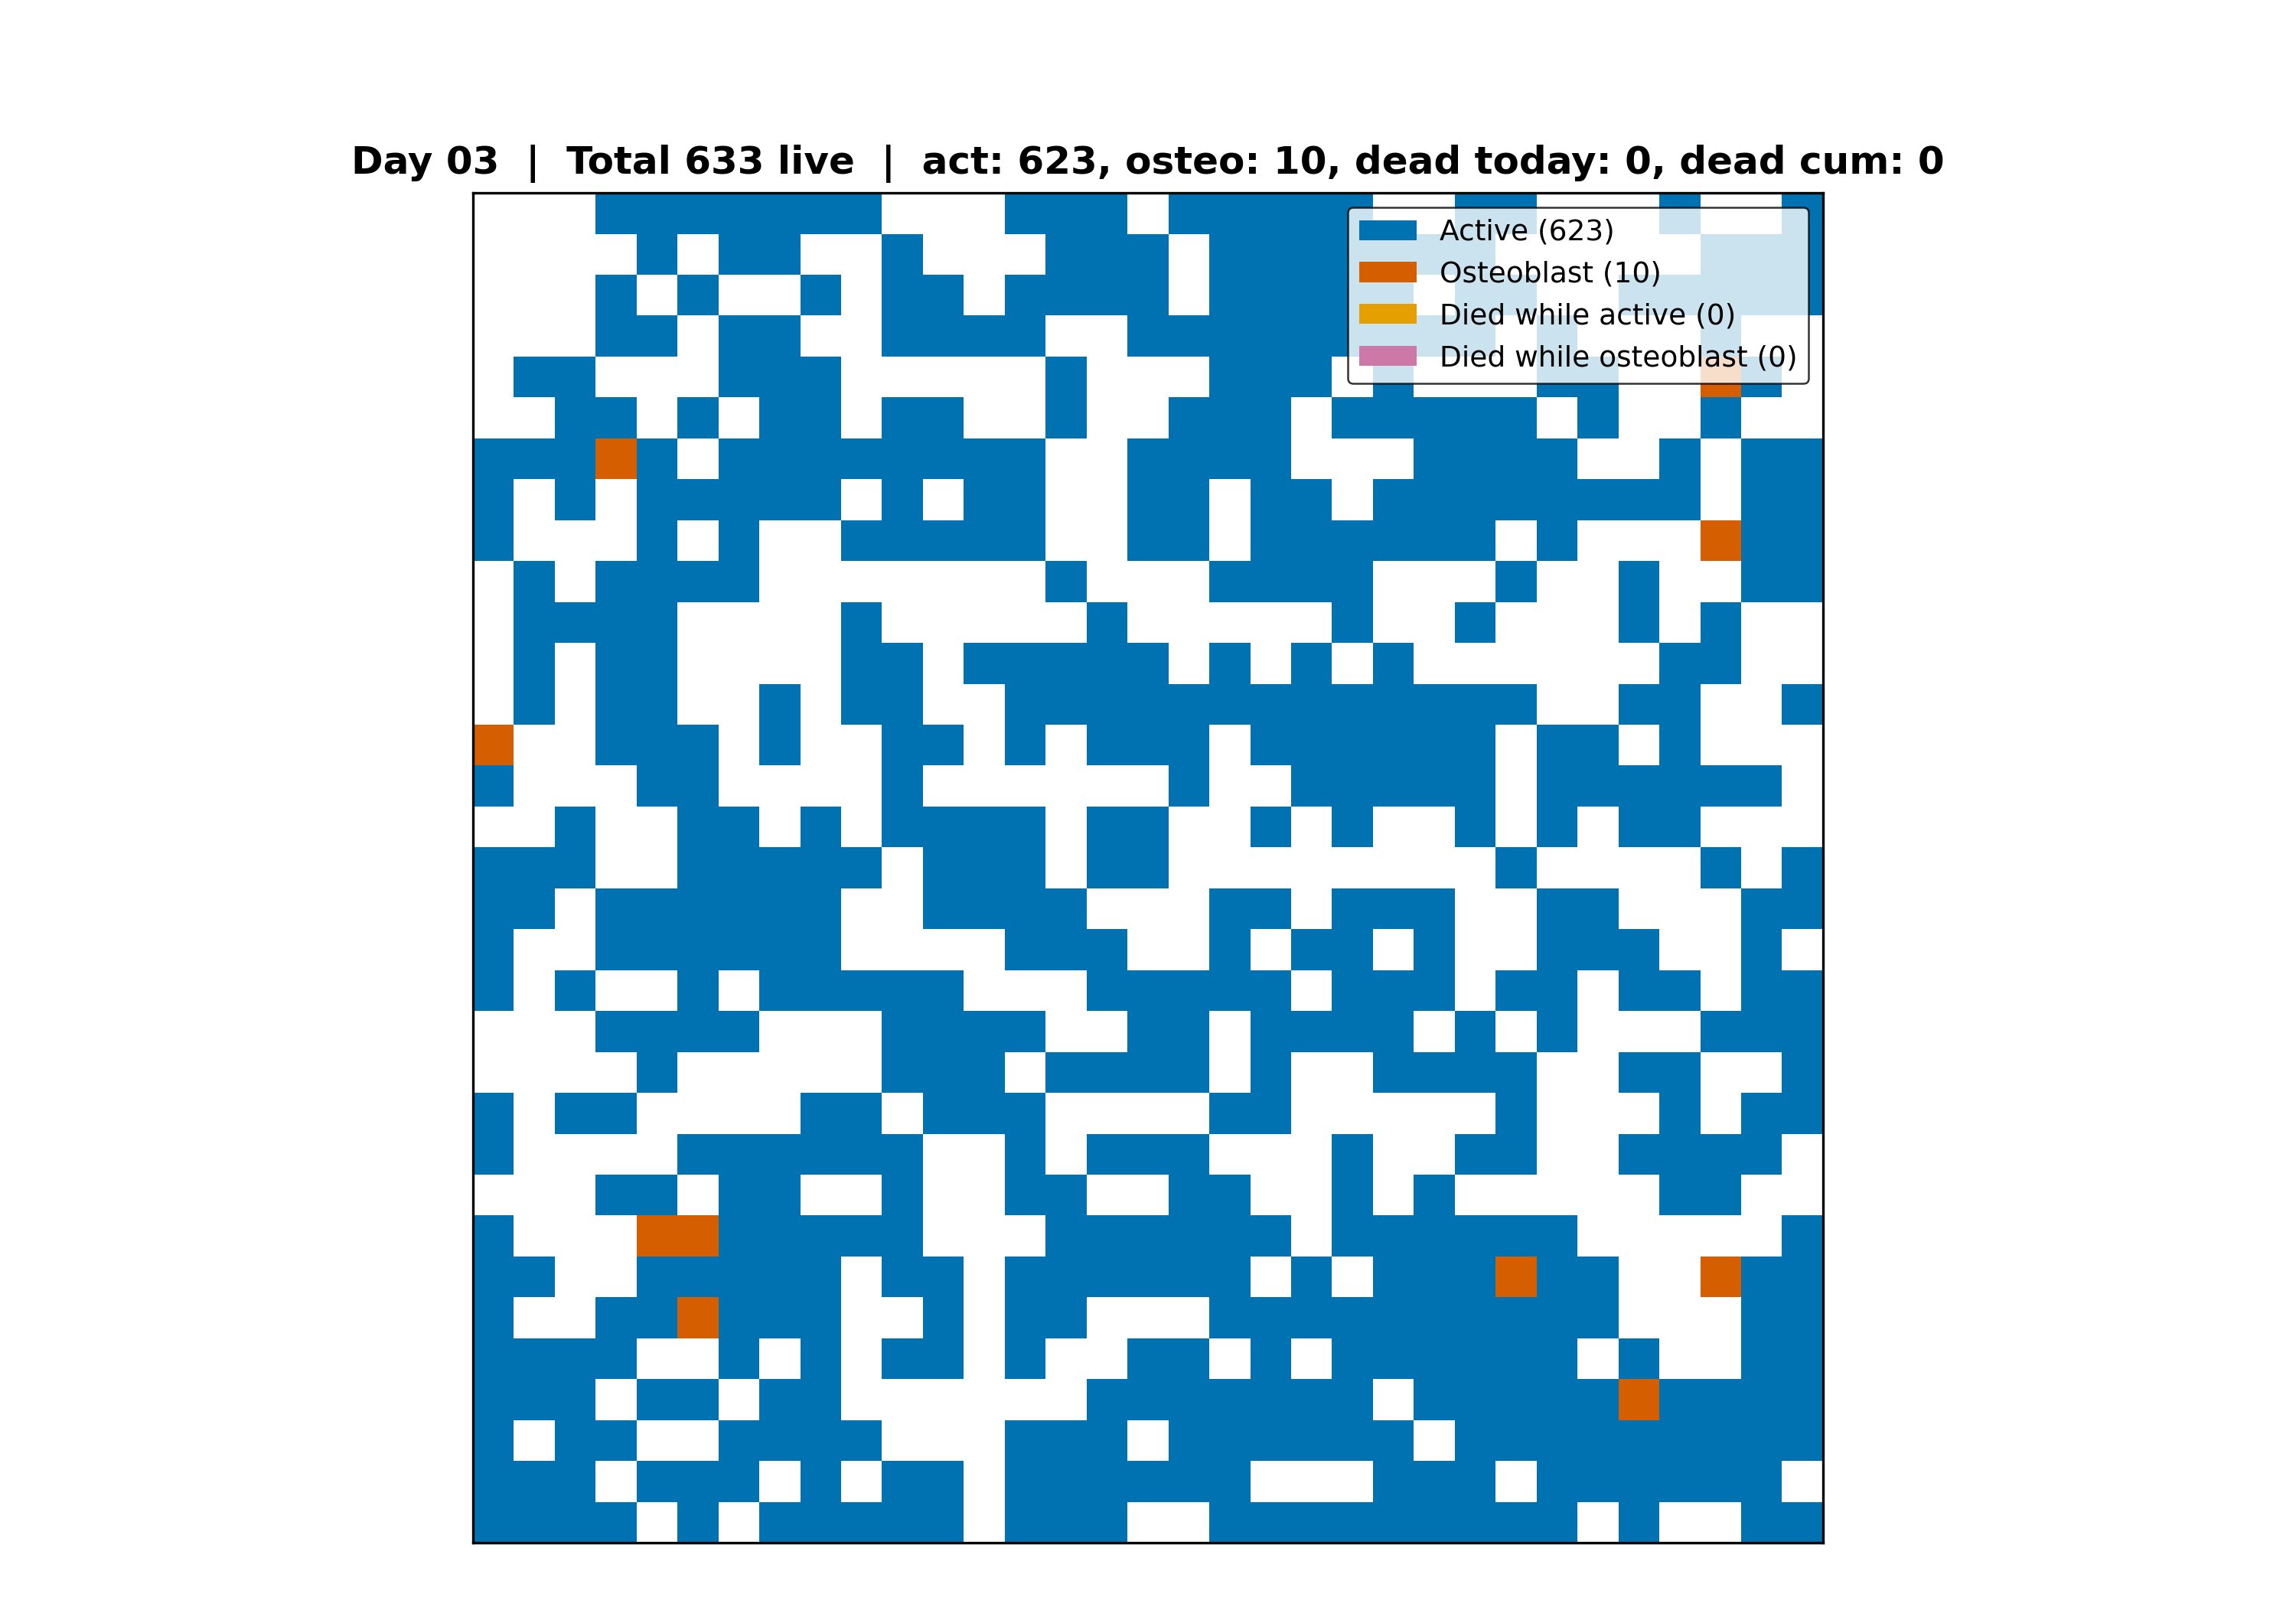 Day 03 | Total 633 live | act: 623, osteo: 10, dead today: 0, dead cum: 0
Active (623)
Osteoblast (10)
Died while active (0)
Died while osteoblast (0)